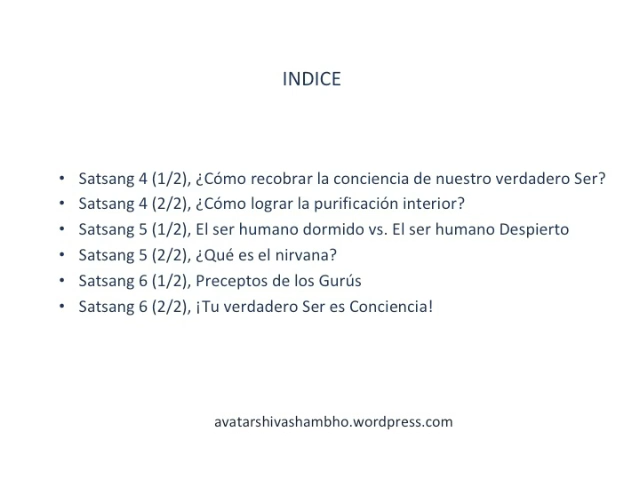 INDICE
• Satsang 4 (1/2), ¿Cómo recobrar la conciencia de nuestro verdadero Ser?
• Satsang 4 (2/2), ¿Cómo lograr la purificación interior?
• Satsang 5 (1/2), El ser humano dormido vs. El ser humano Despierto
• Satsang 5 (2/2), ¿Qué es el nirvana?
• Satsang 6 (1/2), Preceptos de los Gurús
• Satsang 6 (2/2), ¡Tu verdadero Ser es Conciencia!
avatarshivashambho.wordpress.com